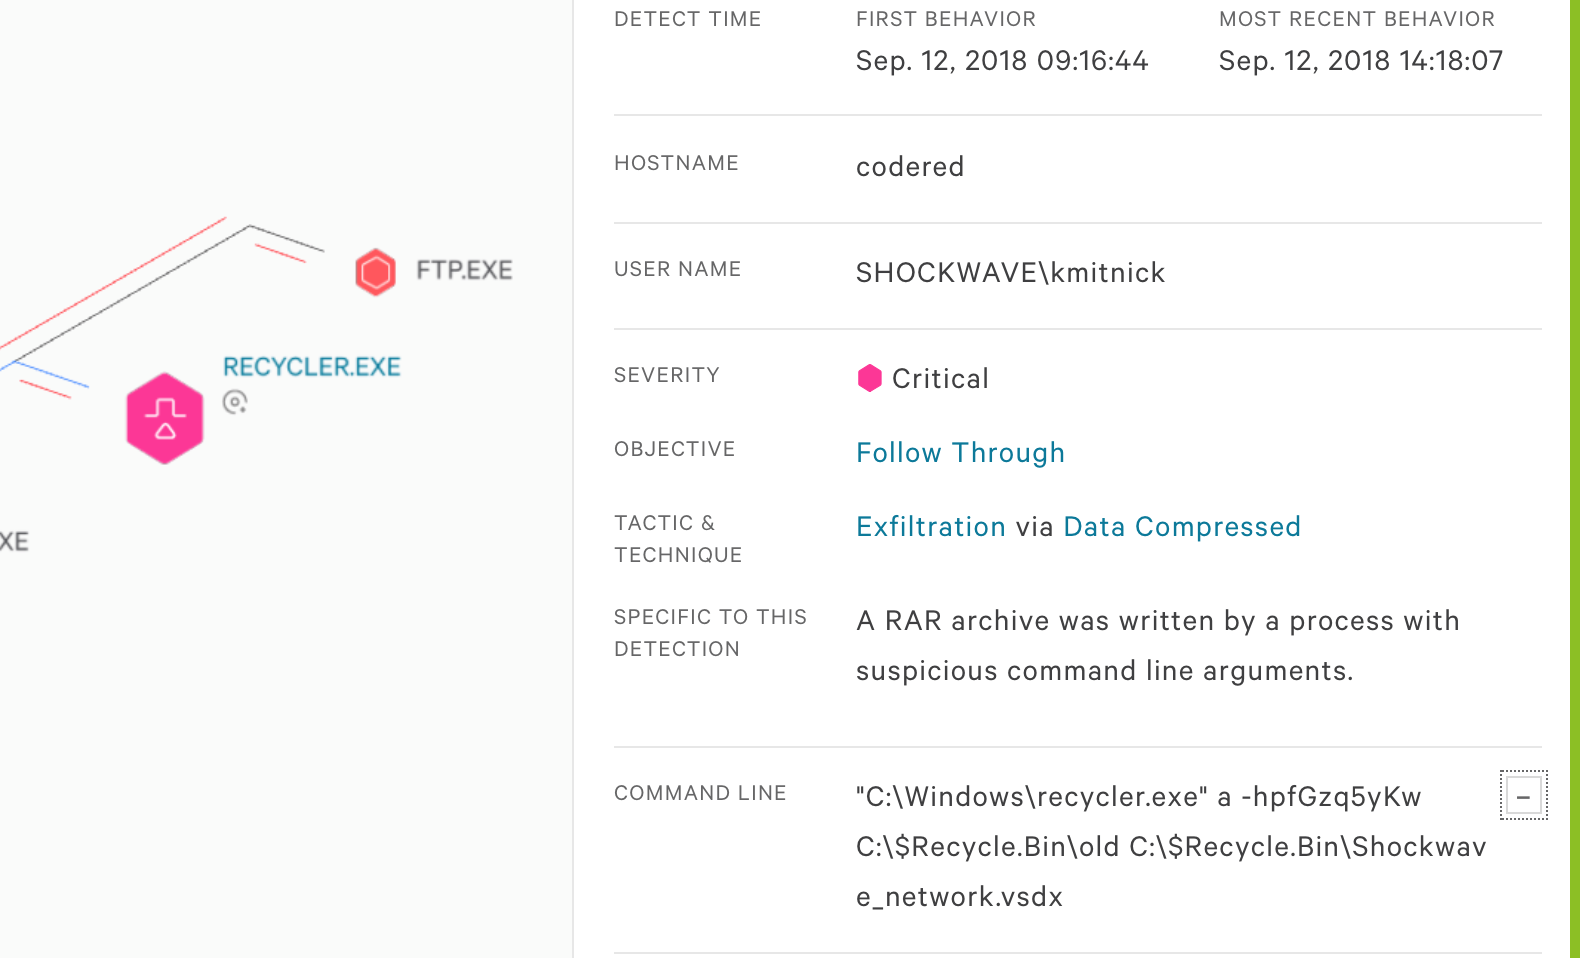 DETECT TIME
FIRST BEHAVIOR
MOST RECENT BEHAVIOR
Sep. 12, 2018 09:16:44
Sep. 12, 2018 14:18:07
HOSTNAME
codered
USER NAME
SHOCKWAVE\kmitnick
FTP.EXE
RECYCLER.EXE
XE
SEVERITY
Critical
OBJECTIVE
Follow Through
TACTIC &
TECHNIQUE
Exfiltration via Data Compressed
SPECIFIC TO THIS
DETECTION
A RAR archive was written by a process with
suspicious command line arguments.
COMMAND LINE
"C:\Windows\recycler.exe" a -hpfGzq5yKw
C:\$Recycle.Bin\old C:\$Recycle.Bin\Shockwav
e_network.vsdx